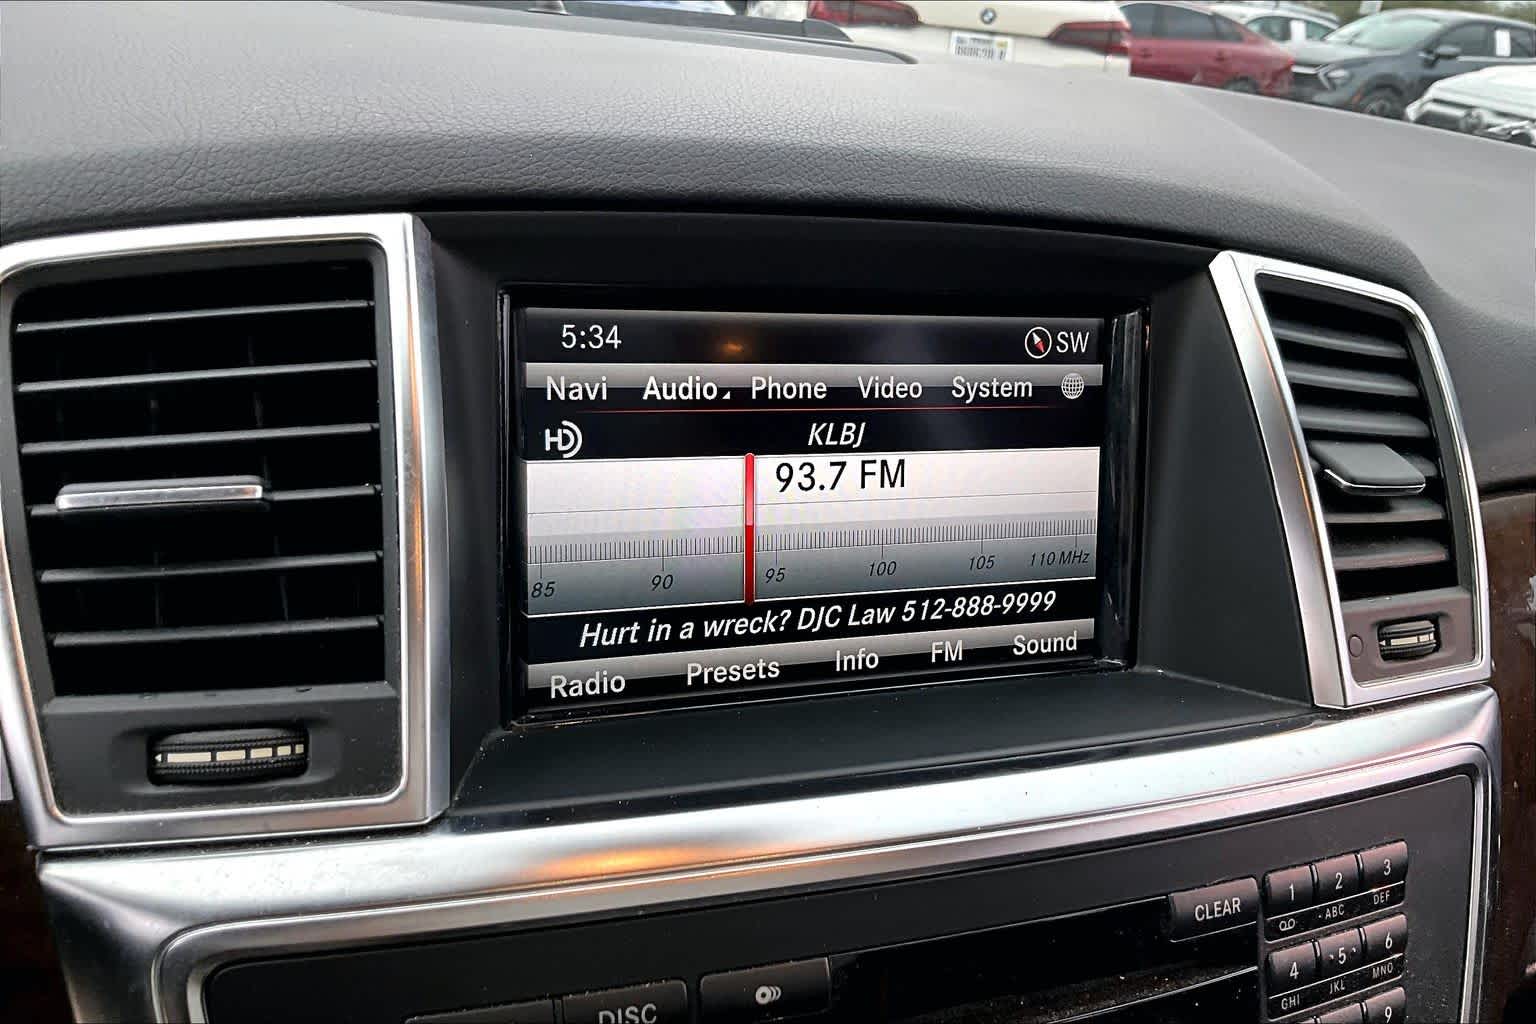 5:34
SW
Navi Audio Phone Video System
HD KLBJ
93.7 FM
85 90 95 100 105 110 MHz
Hurt in a wreck? DJC Law 512-888-9999
Radio Presets Info FM Sound
CLEAR
1 2 3
ABC DEF
4 5 6
GHI JKL MNO
9
DISC